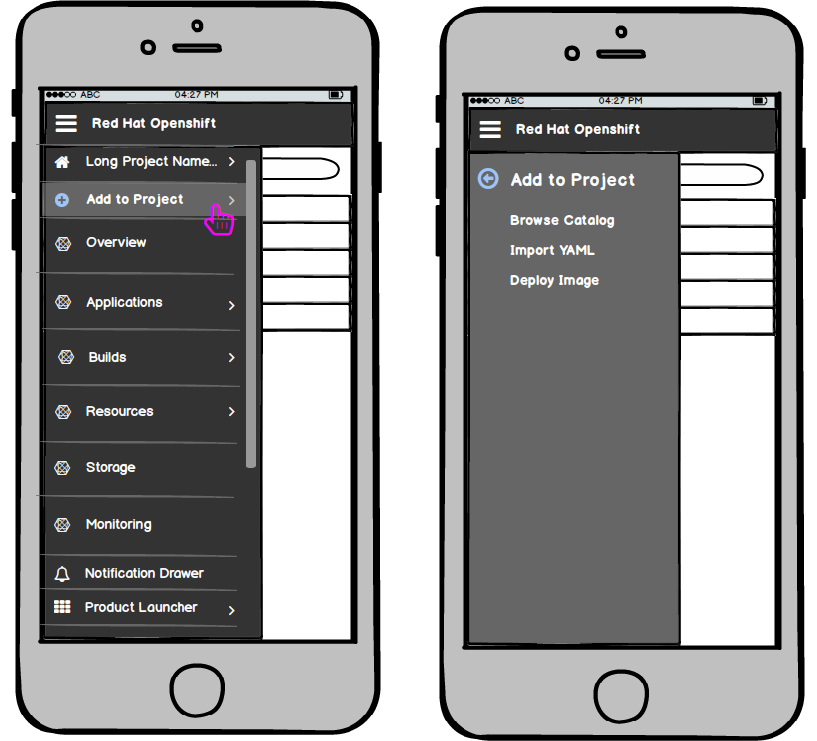 ABC 04:27 PM
Red Hat Openshift
Long Project Name...
Add to Project
Overview
Applications
Builds
Resources
Storage
Monitoring
Notification Drawer
Product Launcher
ABC 04:27 PM
Red Hat Openshift
Add to Project
Browse Catalog
Import YAML
Deploy Image